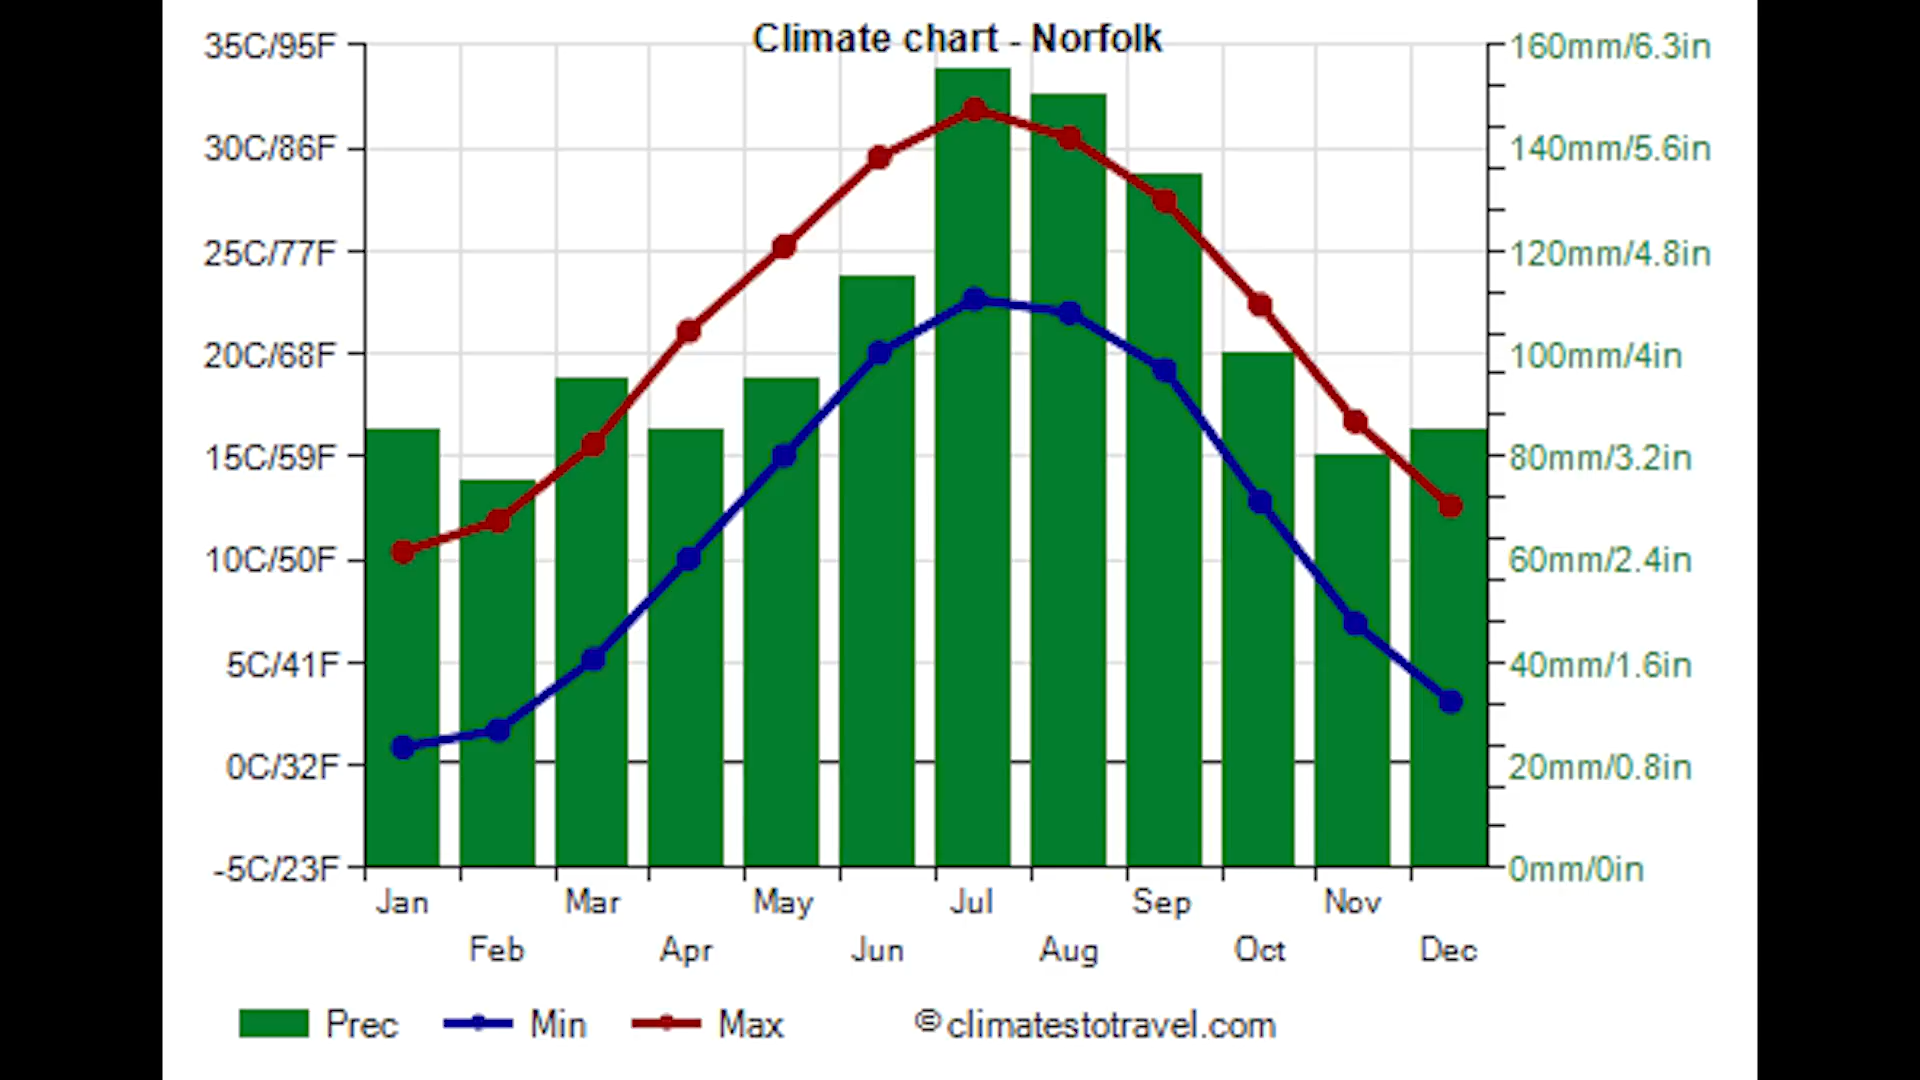 Climate chart - Norfolk
35C/95F
30C/86F
25C/77F
20C/68F
15C/59F
10C/50F
5C/41F
0C/32F
-5C/23F
160mm/6.3in
140mm/5.6in
120mm/4.8in
100mm/4in
80mm/3.2in
60mm/2.4in
40mm/1.6in
20mm/0.8in
0mm/0in
Jan Mar May Jul Sep Nov
Feb Apr Jun Aug Oct Dec
Prec Min Max ©climatestotravel.com